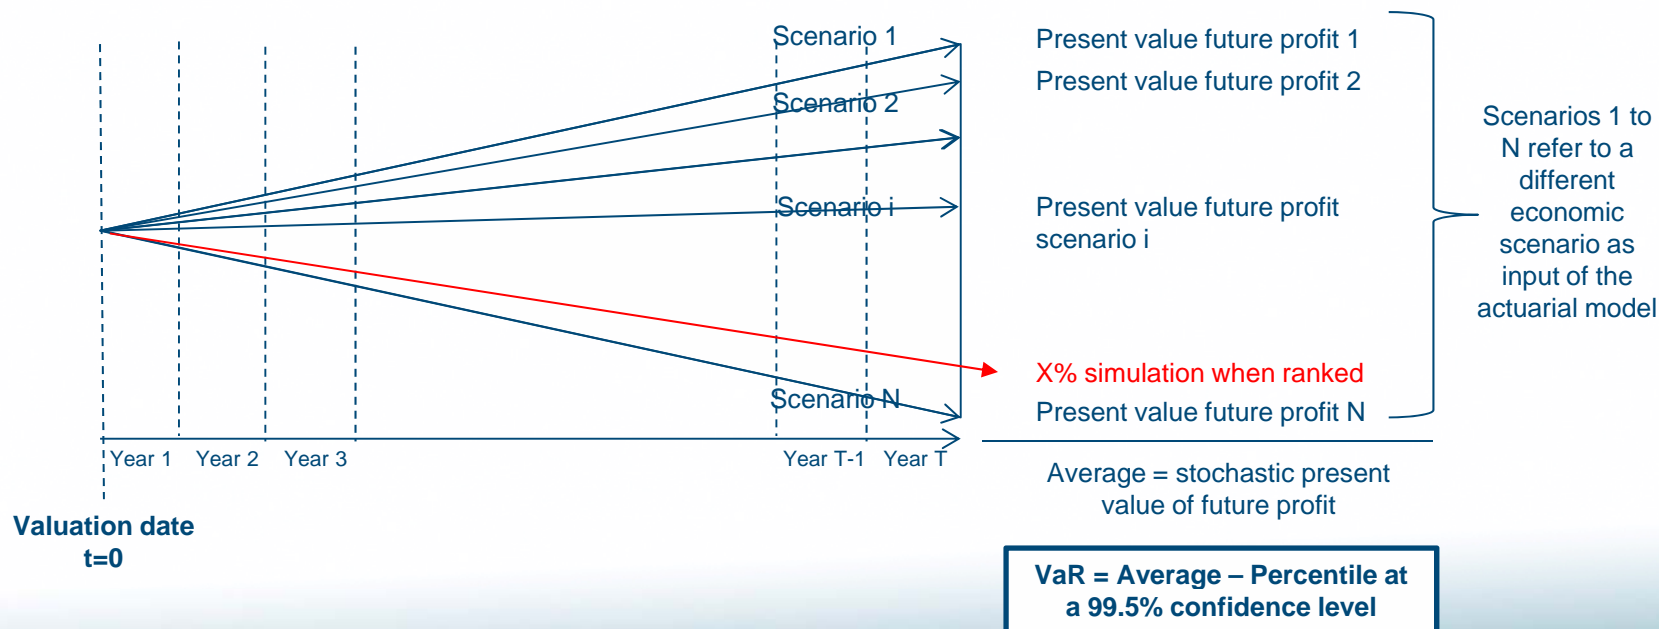 Scenario 1
Scenario 2
Scenario i
Scenario N
Year 1
Year 2
Year 3
Year T-1
Year T
Valuation date
t=0
Present value future profit 1
Present value future profit 2
Present value future profit
scenario i
X% simulation when ranked
Present value future profit N
Average = stochastic present
value of future profit
VaR = Average – Percentile at
a 99.5% confidence level
Scenarios 1 to
N refer to a
different
economic
scenario as
input of the
actuarial model